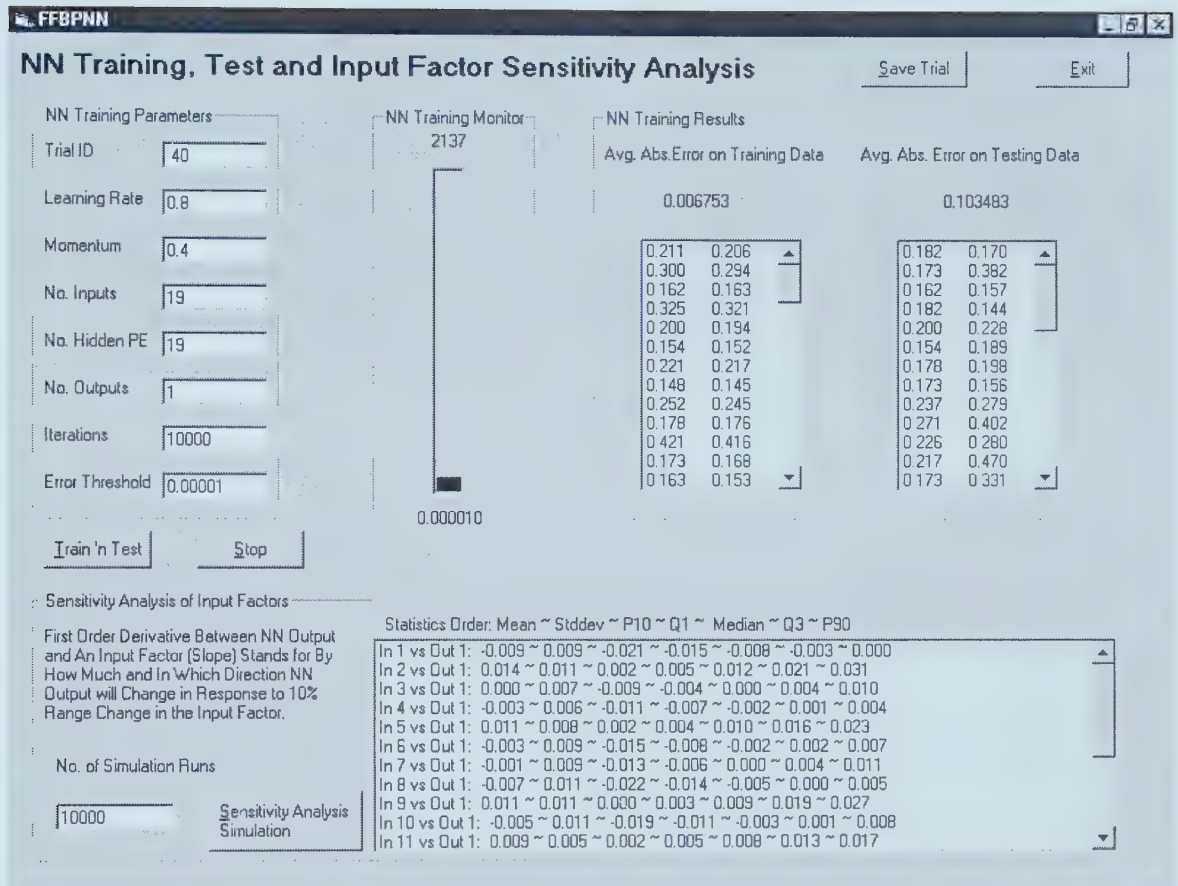 FFBPNN
NN Training, Test and Input Factor Sensitivity Analysis
Save Trial
Exit
NN Training Parameters
Trial ID 40
Learning Rate 0.8
Momentum 0.4
No. Inputs 19
No. Hidden PE 19
No. Outputs 1
Iterations 10000
Error Threshold 0.00001
Train 'n Test
Stop
NN Training Monitor
2137
0.000010
NN Training Results
Avg. Abs.Error on Training Data
0.006753
0.211 0.206
0.300 0.294
0 162 0.163
0.325 0.321
0 200 0.194
0.154 0.152
0.221 0.217
0.148 0.145
0.252 0.245
0.178 0.176
0 421 0.416
0.173 0.168
0 163 0.153
Avg. Abs. Error on Testing Data
0.103483
0.182 0.170
0.173 0.382
0 162 0.157
0 182 0.144
0.200 0.228
0.154 0.189
0.178 0.198
0.173 0.156
0.237 0.279
0 271 0.402
0 226 0.280
0.217 0.470
0 173 0 331
Sensitivity Analysis of Input Factors
First Order Derivative Between NN Output
and An Input Factor (Slope) Stands for By
How Much and In Which Direction NN
Output will Change in Response to 10%
Range Change in the Input Factor.
No. of Simulation Runs
10000
Sensitivity Analysis
Simulation
Statistics Order: Mean ~ Stddev ~ P10 ~ Q1 ~ Median ~ Q3 ~ P90
In 1 vs Out 1: -0.009 ~ 0.009 ~ -0.021 ~ -0.015 ~ -0.008 ~ -0.003 ~ 0.000
In 2 vs Out 1: 0.014 ~ 0.011 ~ 0.002 ~ 0.005 ~ 0.012 ~ 0.021 ~ 0.031
In 3 vs Out 1: 0.000 ~ 0.007 ~ -0.009 ~ -0.004 ~ 0.000 ~ 0.004 ~ 0.010
In 4 vs Out 1: -0.003 ~ 0.006 ~ -0.011 ~ -0.007 ~ -0.002 ~ 0.001 ~ 0.004
In 5 vs Out 1: 0.011 ~ 0.008 ~ 0.002 ~ 0.004 ~ 0.010 ~ 0.016 ~ 0.023
In 6 vs Out 1: -0.003 ~ 0.009 ~ -0.015 ~ -0.008 ~ -0.002 ~ 0.002 ~ 0.007
In 7 vs Out 1: -0.001 ~ 0.009 ~ -0.013 ~ -0.006 ~ 0.000 ~ 0.004 ~ 0.011
In 8 vs Out 1: -0.007 ~ 0.011 ~ -0.022 ~ -0.014 ~ -0.005 ~ 0.000 ~ 0.005
In 9 vs Out 1: 0.011 ~ 0.011 ~ 0.000 ~ 0.003 ~ 0.009 ~ 0.019 ~ 0.027
In 10 vs Out 1: -0.005 ~ 0.011 ~ -0.019 ~ -0.011 ~ -0.003 ~ 0.001 ~ 0.008
In 11 vs Out 1: 0.009 ~ 0.005 ~ 0.002 ~ 0.005 ~ 0.008 ~ 0.013 ~ 0.017